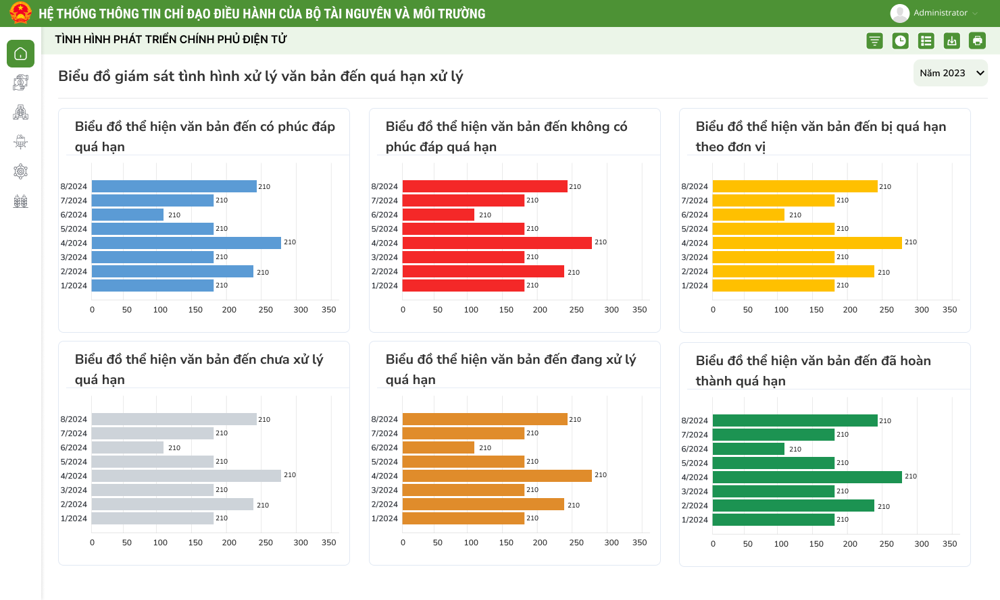 HỆ THỐNG THÔNG TIN CHỈ ĐẠO ĐIỀU HÀNH CỦA BỘ TÀI NGUYÊN VÀ MÔI TRƯỜNG
Administrator
TÌNH HÌNH PHÁT TRIỂN CHÍNH PHỦ ĐIỆN TỬ
Biểu đồ giám sát tình hình xử lý văn bản đến quá hạn xử lý
Năm 2023
Biểu đồ thể hiện văn bản đến có phúc đáp
quá hạn
8/2024 210
7/2024 210
6/2024 210
5/2024 210
4/2024 210
3/2024 210
2/2024 210
1/2024 210
0 50 100 150 200 250 300 350
Biểu đồ thể hiện văn bản đến không có
phúc đáp quá hạn
8/2024 210
7/2024 210
6/2024 210
5/2024 210
4/2024 210
3/2024 210
2/2024 210
1/2024 210
0 50 100 150 200 250 300 350
Biểu đồ thể hiện văn bản đến bị quá hạn
theo đơn vị
8/2024 210
7/2024 210
6/2024 210
5/2024 210
4/2024 210
3/2024 210
2/2024 210
1/2024 210
0 50 100 150 200 250 300 350
Biểu đồ thể hiện văn bản đến chưa xử lý
quá hạn
8/2024 210
7/2024 210
6/2024 210
5/2024 210
4/2024 210
3/2024 210
2/2024 210
1/2024 210
0 50 100 150 200 250 300 350
Biểu đồ thể hiện văn bản đến đang xử lý
quá hạn
8/2024 210
7/2024 210
6/2024 210
5/2024 210
4/2024 210
3/2024 210
2/2024 210
1/2024 210
0 50 100 150 200 250 300 350
Biểu đồ thể hiện văn bản đến đã hoàn
thành quá hạn
8/2024 210
7/2024 210
6/2024 210
5/2024 210
4/2024 210
3/2024 210
2/2024 210
1/2024 210
0 50 100 150 200 250 300 350